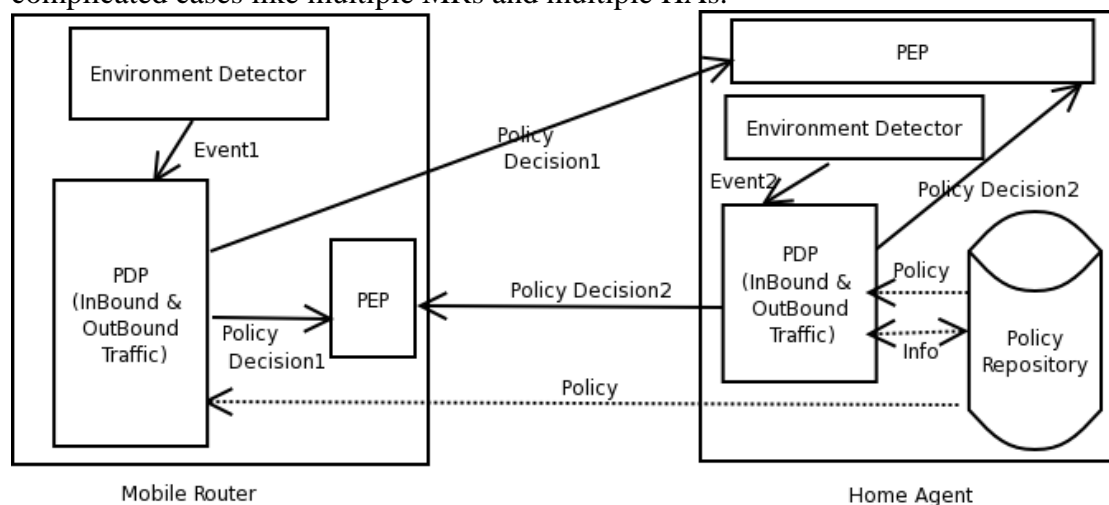 complicated cases like multiple MRs and multiple HAs.
Environment Detector
PEP
Environment Detector
Event1
Policy
Decision1
Event2
Policy Decision2
PDP
(InBound &
OutBound
Traffic)
PEP
Policy
Decision1
Policy Decision2
PDP
(InBound &
OutBound
Traffic)
Policy
Info
Policy
Repository
Policy
Mobile Router
Home Agent